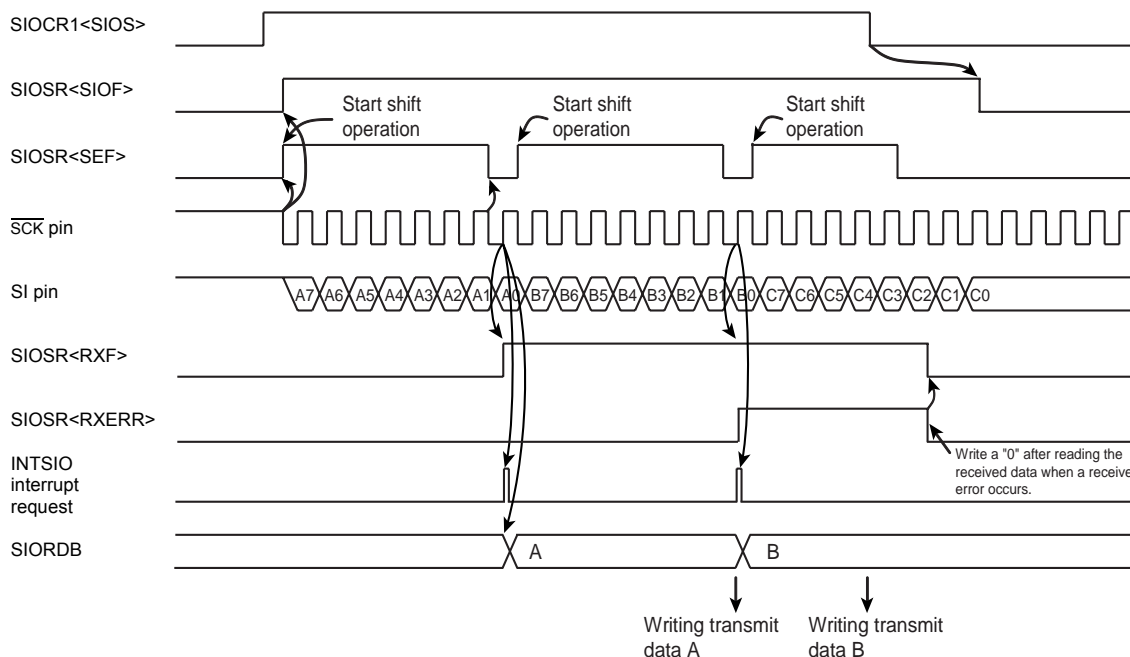 SIOCR1<SIOS>
SIOSR<SIOF>
Start shift
operation
Start shift
operation
Start shift
operation
SIOSR<SEF>
SCK pin
SI pin
A7 A6 A5 A4 A3 A2 A1 A0 B7 B6 B5 B4 B3 B2 B1 B0 C7 C6 C5 C4 C3 C2 C1 C0
SIOSR<RXF>
SIOSR<RXERR>
Write a "0" after reading the
received data when a receive
error occurs.
INTSIO
interrupt
request
SIORDB
A
B
Writing transmit
data A
Writing transmit
data B